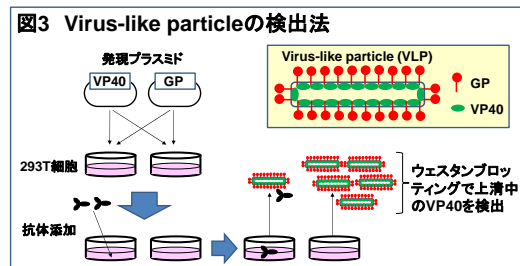 図3 Virus-like particleの検出法
発現プラスミド
VP40
GP
Virus-like particle (VLP)
GP
VP40
293T細胞
抗体添加
ウェスタンブロッ
ティングで上清中
のVP40を検出